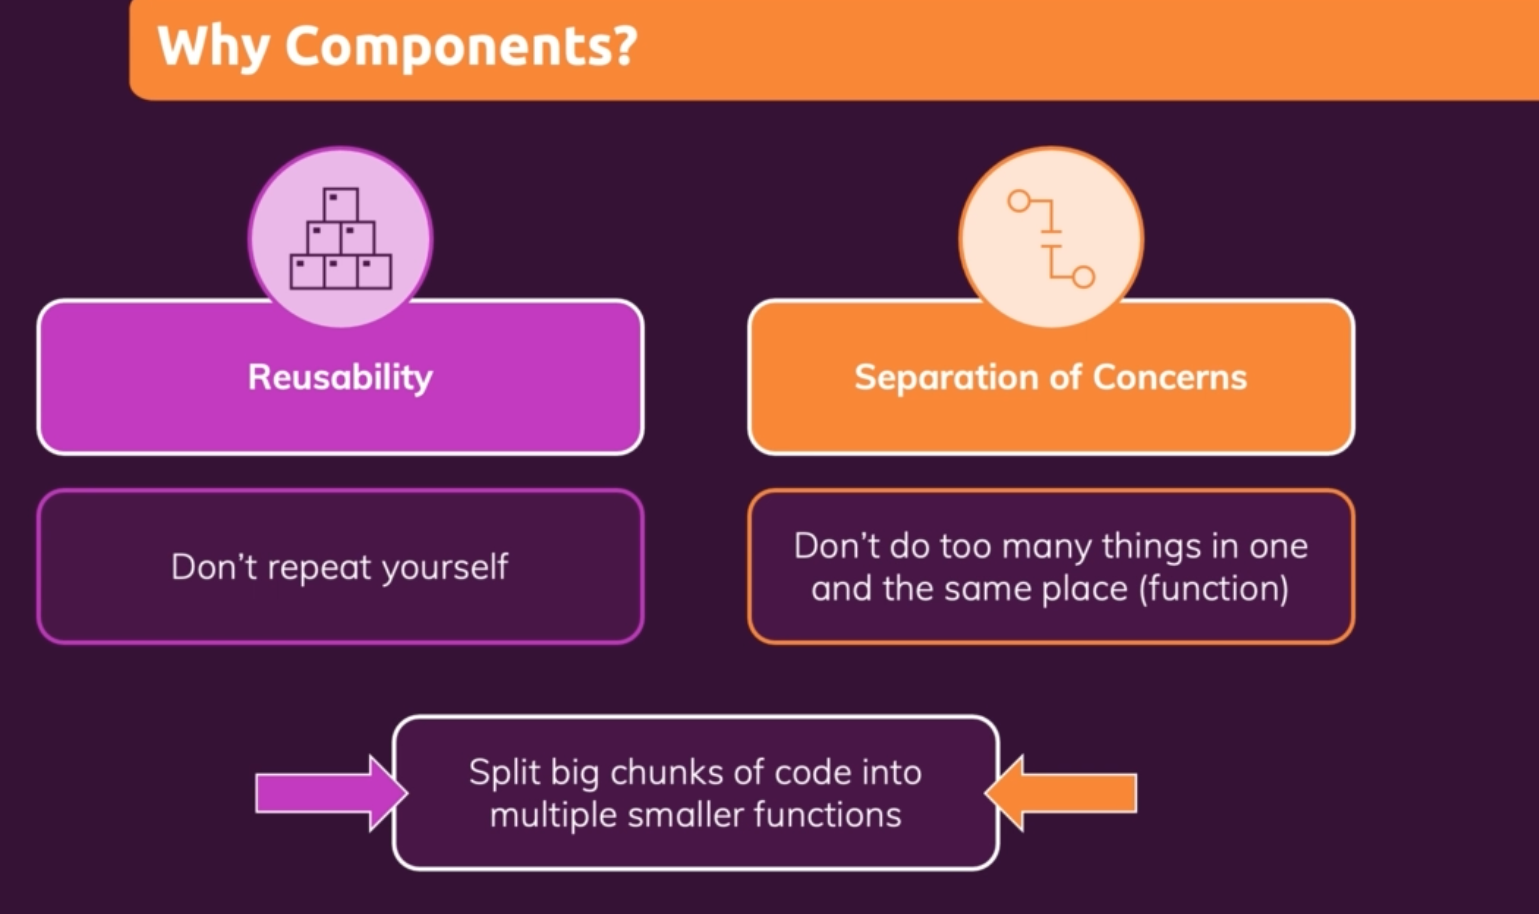 Why Components?
Reusability
Separation of Concerns
Don't repeat yourself
Don't do too many things in one
and the same place (function)
Split big chunks of code into
multiple smaller functions